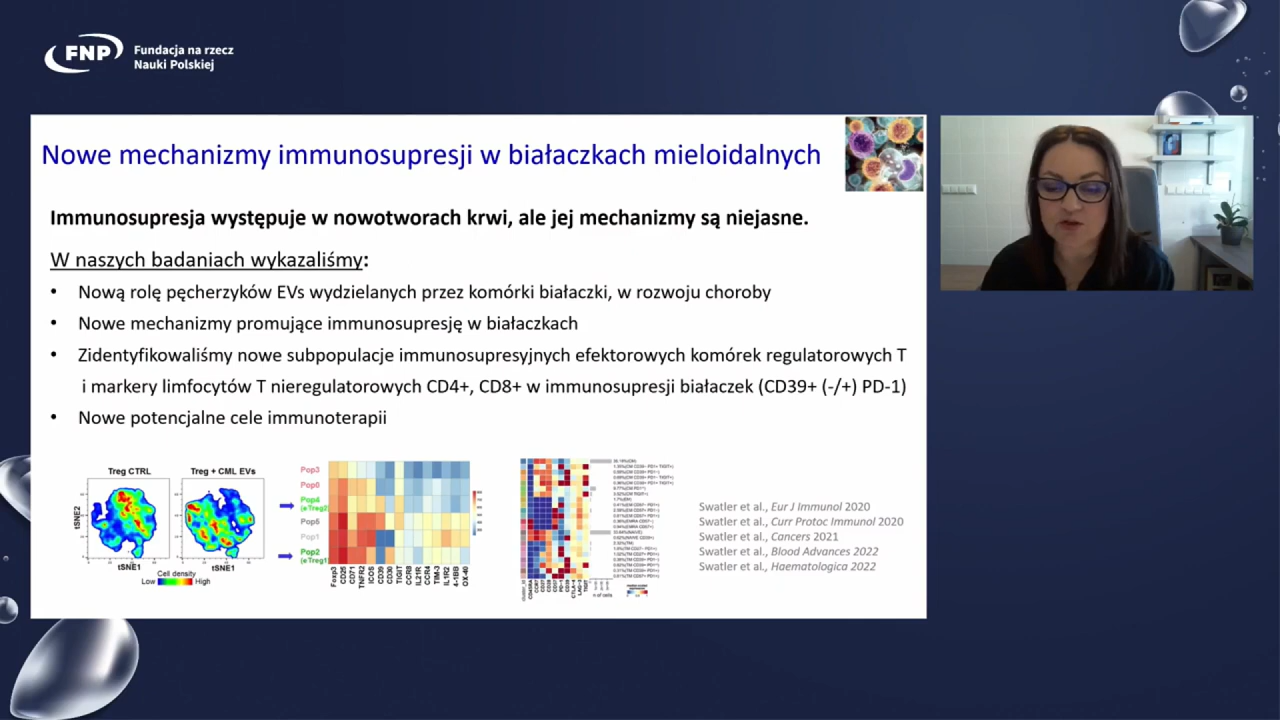 FNP
Fundacja na rzecz
Nauki Polskiej
Nowe mechanizmy immunosupresji w białaczkach mieloidalnych
Immunosupresja występuje w nowotworach krwi, ale jej mechanizmy są niejasne.
W naszych badaniach wykazaliśmy:
• Nową rolę pęcherzyków EVs wydzielanych przez komórki białaczki, w rozwoju choroby
• Nowe mechanizmy promujące immunosupresję w białaczkach
• Zidentyfikowaliśmy nowe subpopulacje immunosupresyjnych efektorowych komórek regulatorowych T
i markery limfocytów T nieregulatorowych CD4+, CD8+ w immunosupresji białaczek (CD39+ (-/+) PD-1)
• Nowe potencjalne cele immunoterapii
Treg CTRL
Treg + CML EVs
tSNE2
tSNE1
tSNE1
Cell density
Low
High
Pop3
Pop0
Pop4
(eTreg2)
Pop5
Pop1
Pop2
(eTreg1)
Foxp3
CD25
ICOS
CD39
TIGIT
CCR8
CCR4
TIM-3
4-1BB
OX-40
n of cells
Swatler et al., Eur J Immunol 2020
Swatler et al., Curr Protoc Immunol 2020
Swatler et al., Cancers 2021
Swatler et al., Blood Advances 2022
Swatler et al., Haematologica 2022